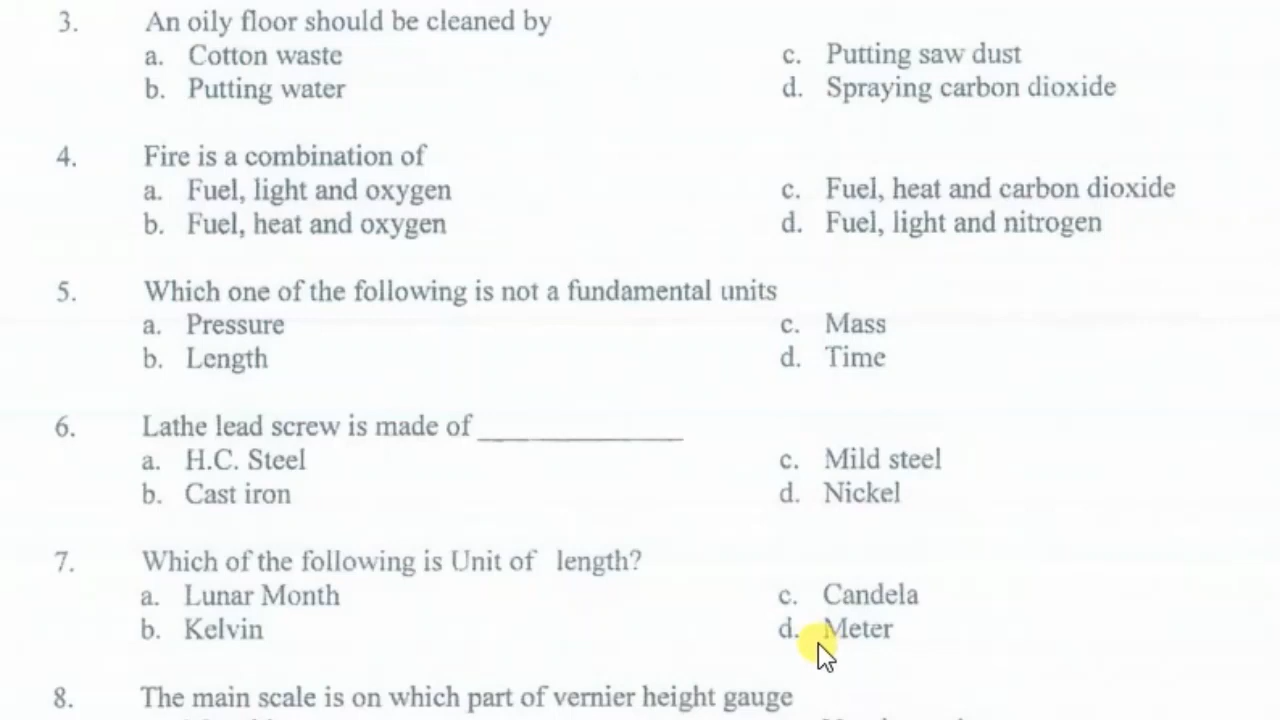 3. An oily floor should be cleaned by
a. Cotton waste c. Putting saw dust
b. Putting water d. Spraying carbon dioxide
4. Fire is a combination of
a. Fuel, light and oxygen c. Fuel, heat and carbon dioxide
b. Fuel, heat and oxygen d. Fuel, light and nitrogen
5. Which one of the following is not a fundamental units
a. Pressure c. Mass
b. Length d. Time
6. Lathe lead screw is made of ______________
a. H.C. Steel c. Mild steel
b. Cast iron d. Nickel
7. Which of the following is Unit of length?
a. Lunar Month c. Candela
b. Kelvin d. Meter
8. The main scale is on which part of vernier height gauge